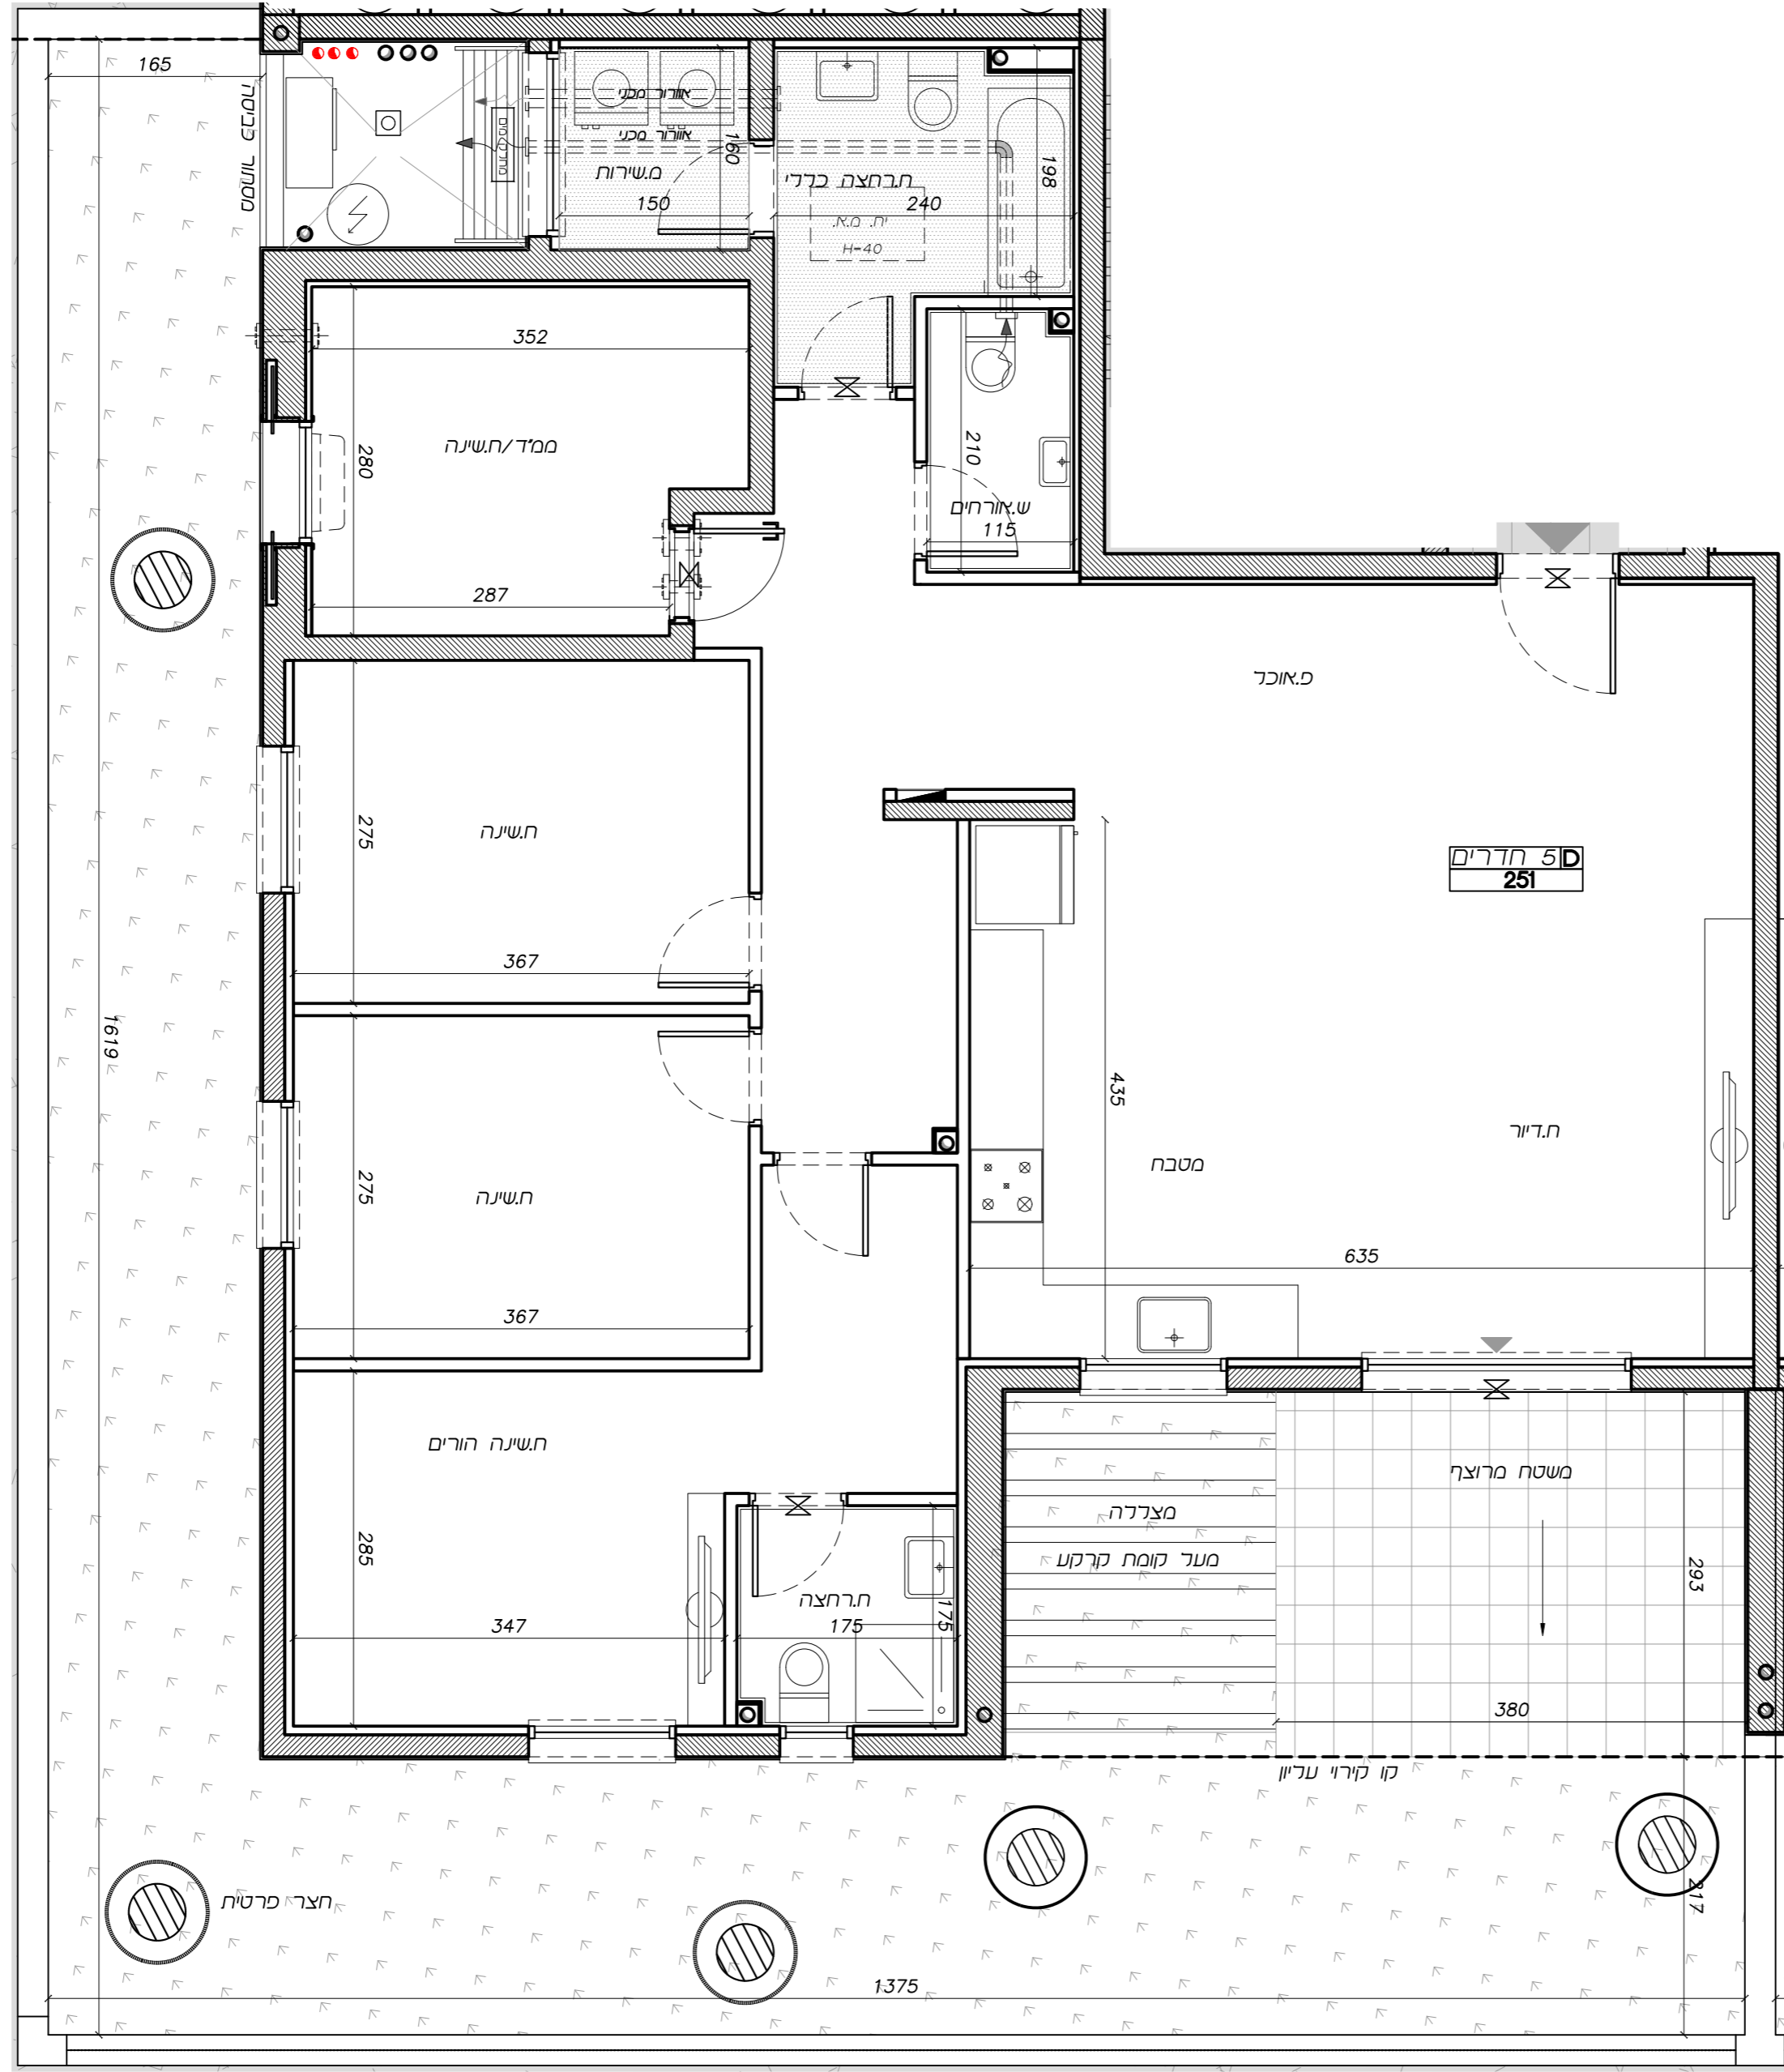 165
מסתור כביסה
מסתור מזגנים
אוורור מכני
אוורור מכני
160
מ.שירות
150
ח.רחצה כללי
240
198
יח. מ.א.
H=40
352
ממ"ד/ח.שינה
280
287
210
ש.אורחים
115
פ.אוכל
ח.שינה
275
367
D 5 חדרים
251
1619
435
ח.שינה
275
367
מטבח
ח.דיור
635
ח.שינה הורים
285
347
ח.רחצה
175
175
מצללה
מעל קומת קרקע
משטח מרוצף
293
380
קו קירוי עליון
217
חצר פרטית
1375